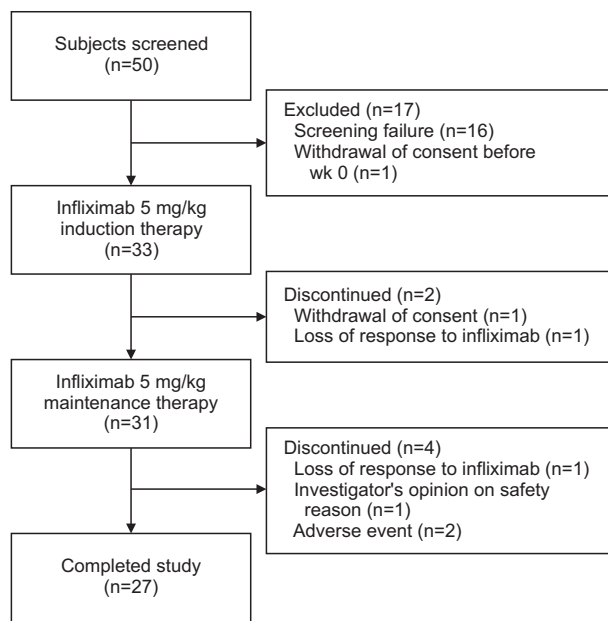 Subjects screened
(n=50)
Excluded (n=17)
Screening failure (n=16)
Withdrawal of consent before
wk 0 (n=1)
Infliximab 5 mg/kg
induction therapy
(n=33)
Discontinued (n=2)
Withdrawal of consent (n=1)
Loss of response to infliximab (n=1)
Infliximab 5 mg/kg
maintenance therapy
(n=31)
Discontinued (n=4)
Loss of response to infliximab (n=1)
Investigator's opinion on safety
reason (n=1)
Adverse event (n=2)
Completed study
(n=27)